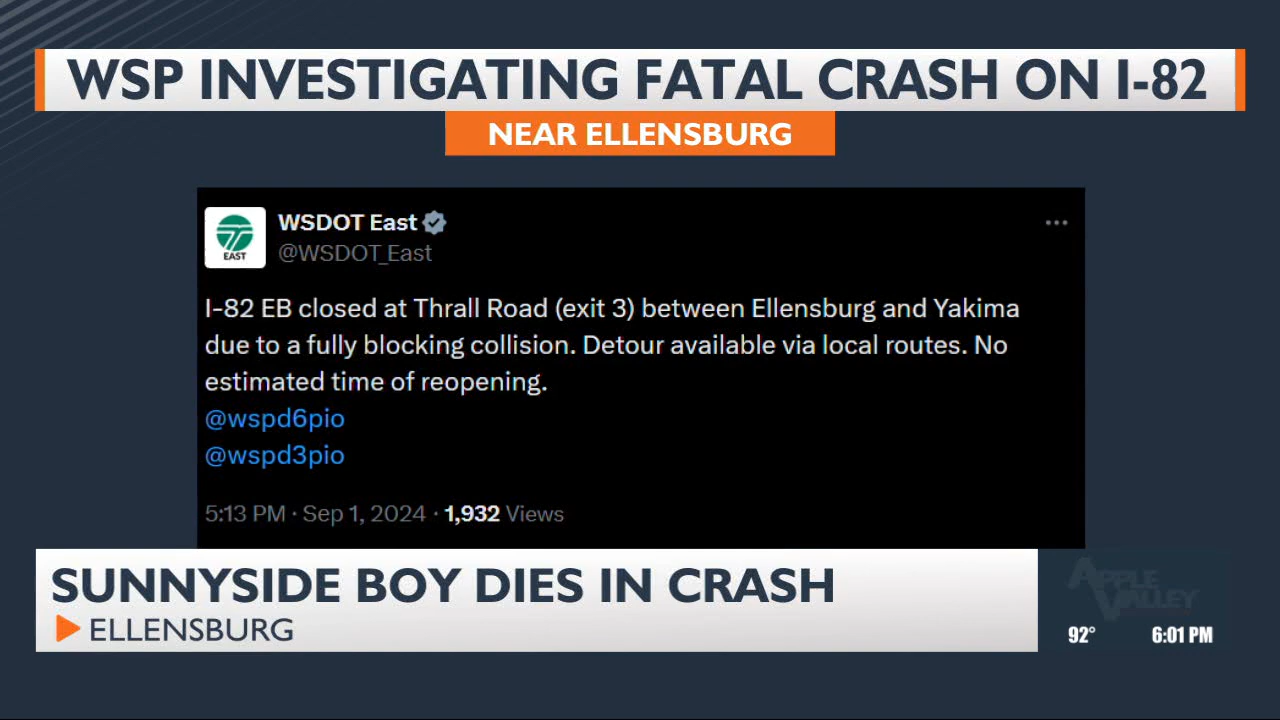 WSP INVESTIGATING FATAL CRASH ON I-82
NEAR ELLENSBURG
WSDOT East
@WSDOT_East
EAST
I-82 EB closed at Thrall Road (exit 3) between Ellensburg and Yakima
due to a fully blocking collision. Detour available via local routes. No
estimated time of reopening.
@wspd6pio
@wspd3pio
5:13 PM · Sep 1, 2024 · 1,932 Views
SUNNYSIDE BOY DIES IN CRASH
ELLENSBURG
APPLE
VALLEY
92° 6:01 PM